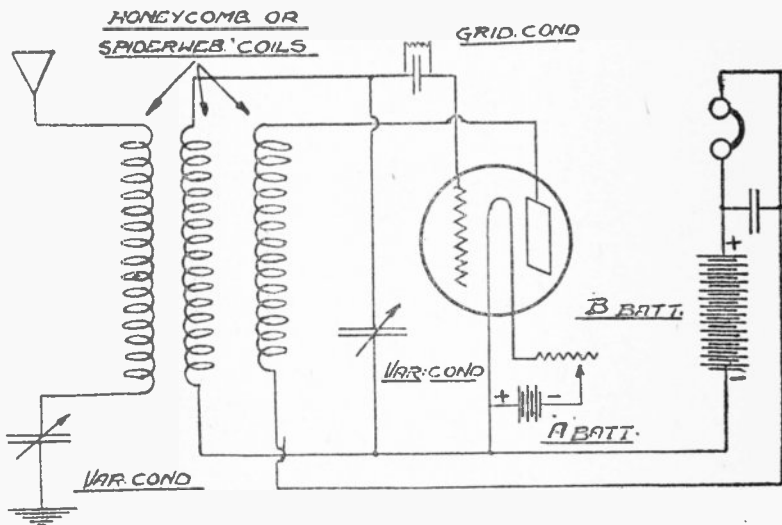 HONEYCOMB OR
SPIDERWEB. COILS
GRID. COND
+
B BATT.
-
VAR: COND
+ -
A BATT.
VAR. COND